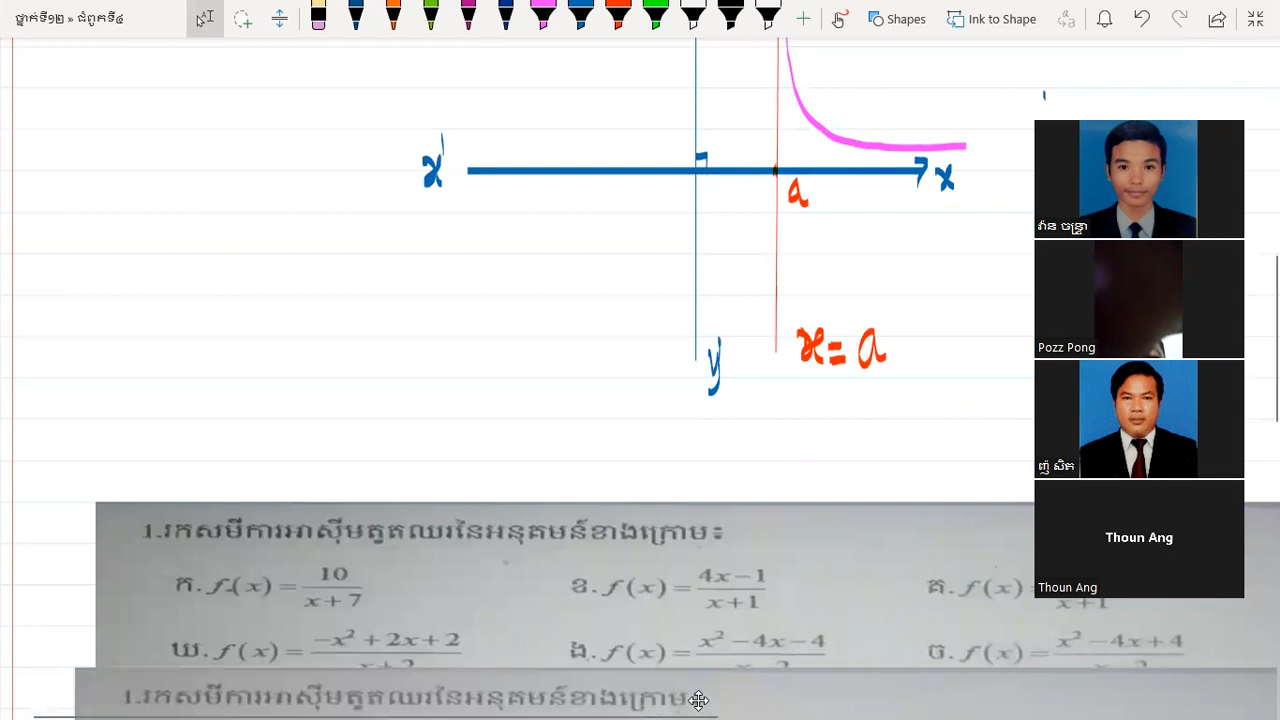 ថ្នាក់ទី១២ » ជំពូកទី៤
Shapes
Ink to Shape
x'
x
a
x = a
y
វ៉ាន ចន្ទ្រា
Pozz Pong
ញ៉ សិត
Thoun Ang
Thoun Ang
1.រកសមីការអាស៊ីមតូតឈរនៃអនុគមន៍ខាងក្រោម៖
ក. f(x) = 10/(x+7)
ខ. f(x) = (4x−1)/(x+1)
គ. f(x)
x+1
ឃ. f(x) = −x² + 2x + 2
ង. f(x) = x² − 4x − 4
ច. f(x) = x² − 4x + 4
1.រកសមីការអាស៊ីមតូតឈរនៃអនុគមន៍ខាងក្រោម